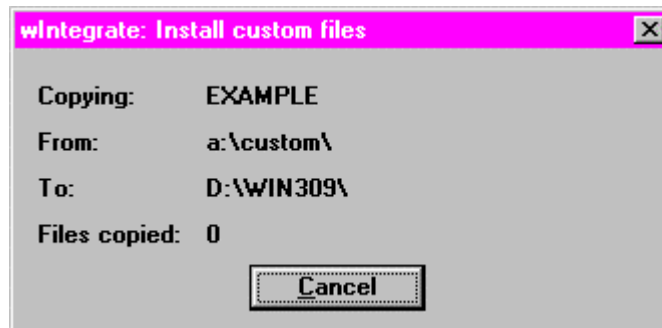 wIntegrate: Install custom files
Copying: EXAMPLE
From: a:\custom\
To: D:\WIN309\
Files copied: 0
Cancel